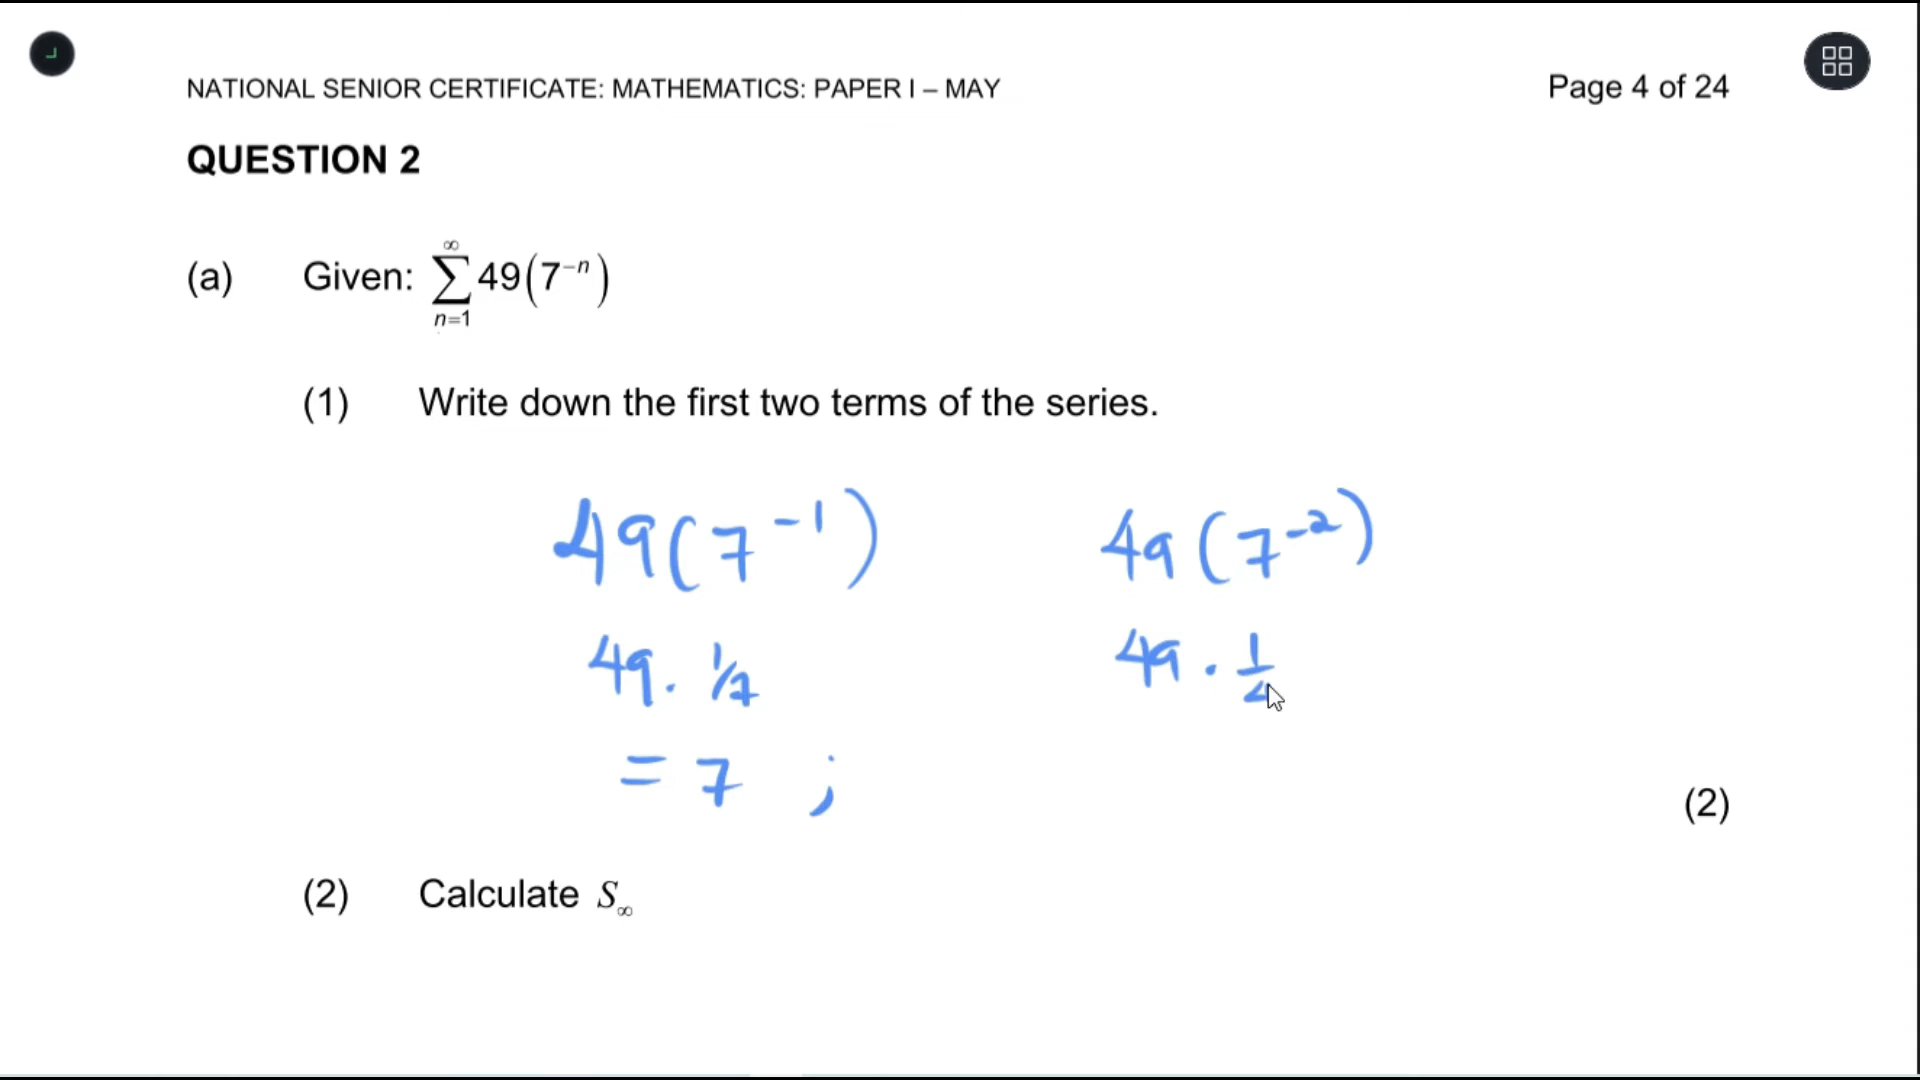 NATIONAL SENIOR CERTIFICATE: MATHEMATICS: PAPER I – MAY Page 4 of 24
QUESTION 2
(a) Given: ∑_{n=1}^{∞} 49(7⁻ⁿ)
(1) Write down the first two terms of the series.
49(7⁻¹) 49(7⁻²)
49 . 1/7 49 . 1/4
= 7 ;
(2)
(2) Calculate S∞